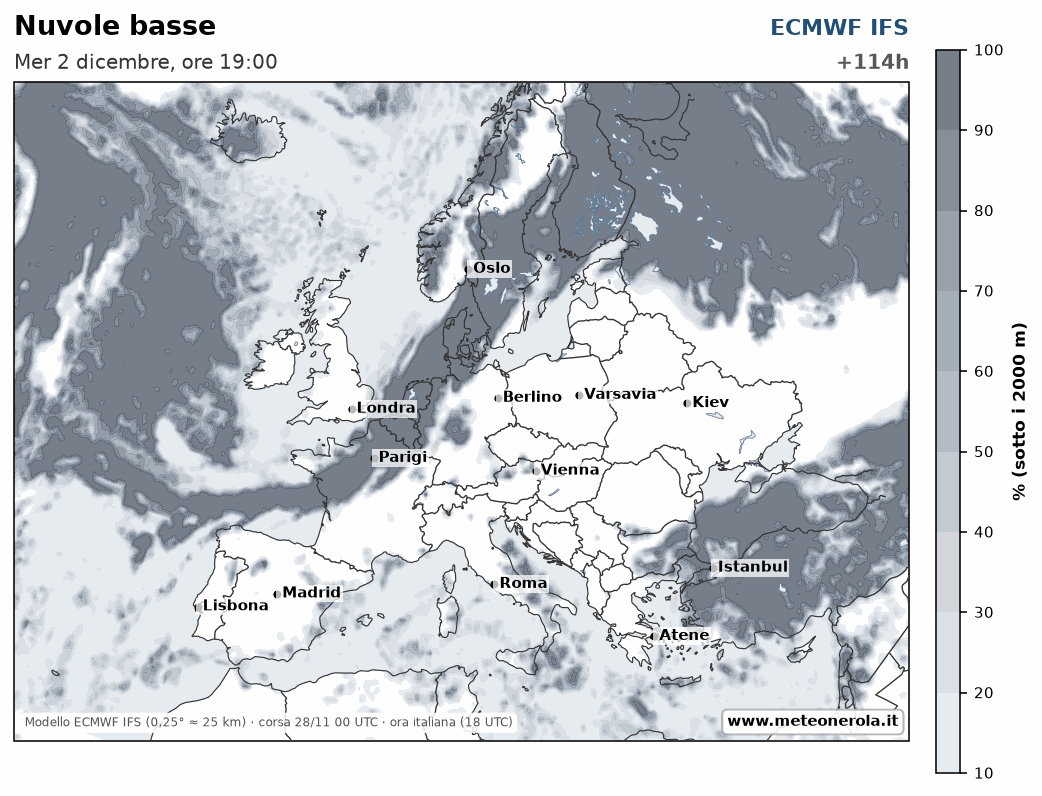 Nuvole basse
ECMWF IFS
Mer 2 dicembre, ore 19:00
+114h
Oslo
Londra
Berlino
Varsavia
Kiev
Parigi
Vienna
Istanbul
Roma
Madrid
Lisbona
Atene
Modello ECMWF IFS (0,25° ≈ 25 km) · corsa 28/11 00 UTC · ora italiana (18 UTC)
www.meteonerola.it
100
90
80
70
60
50
40
30
20
10
% (sotto i 2000 m)